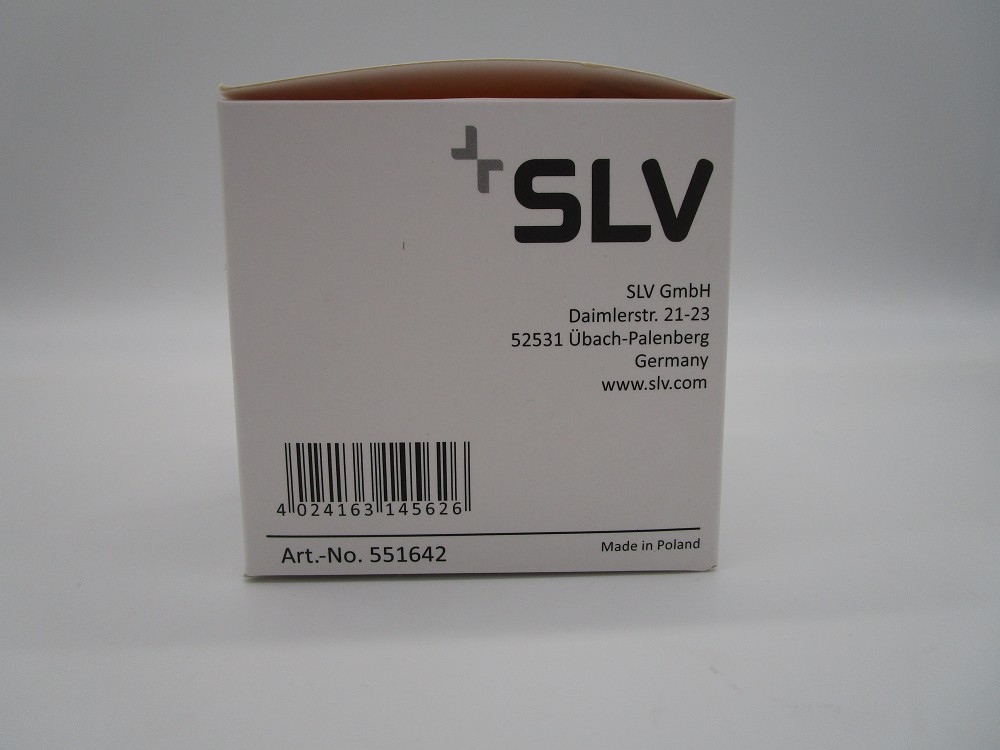 SLV
SLV GmbH
Daimlerstr. 21-23
52531 Übach-Palenberg
Germany
www.slv.com
4 024163 145626
Art.-No. 551642
Made in Poland